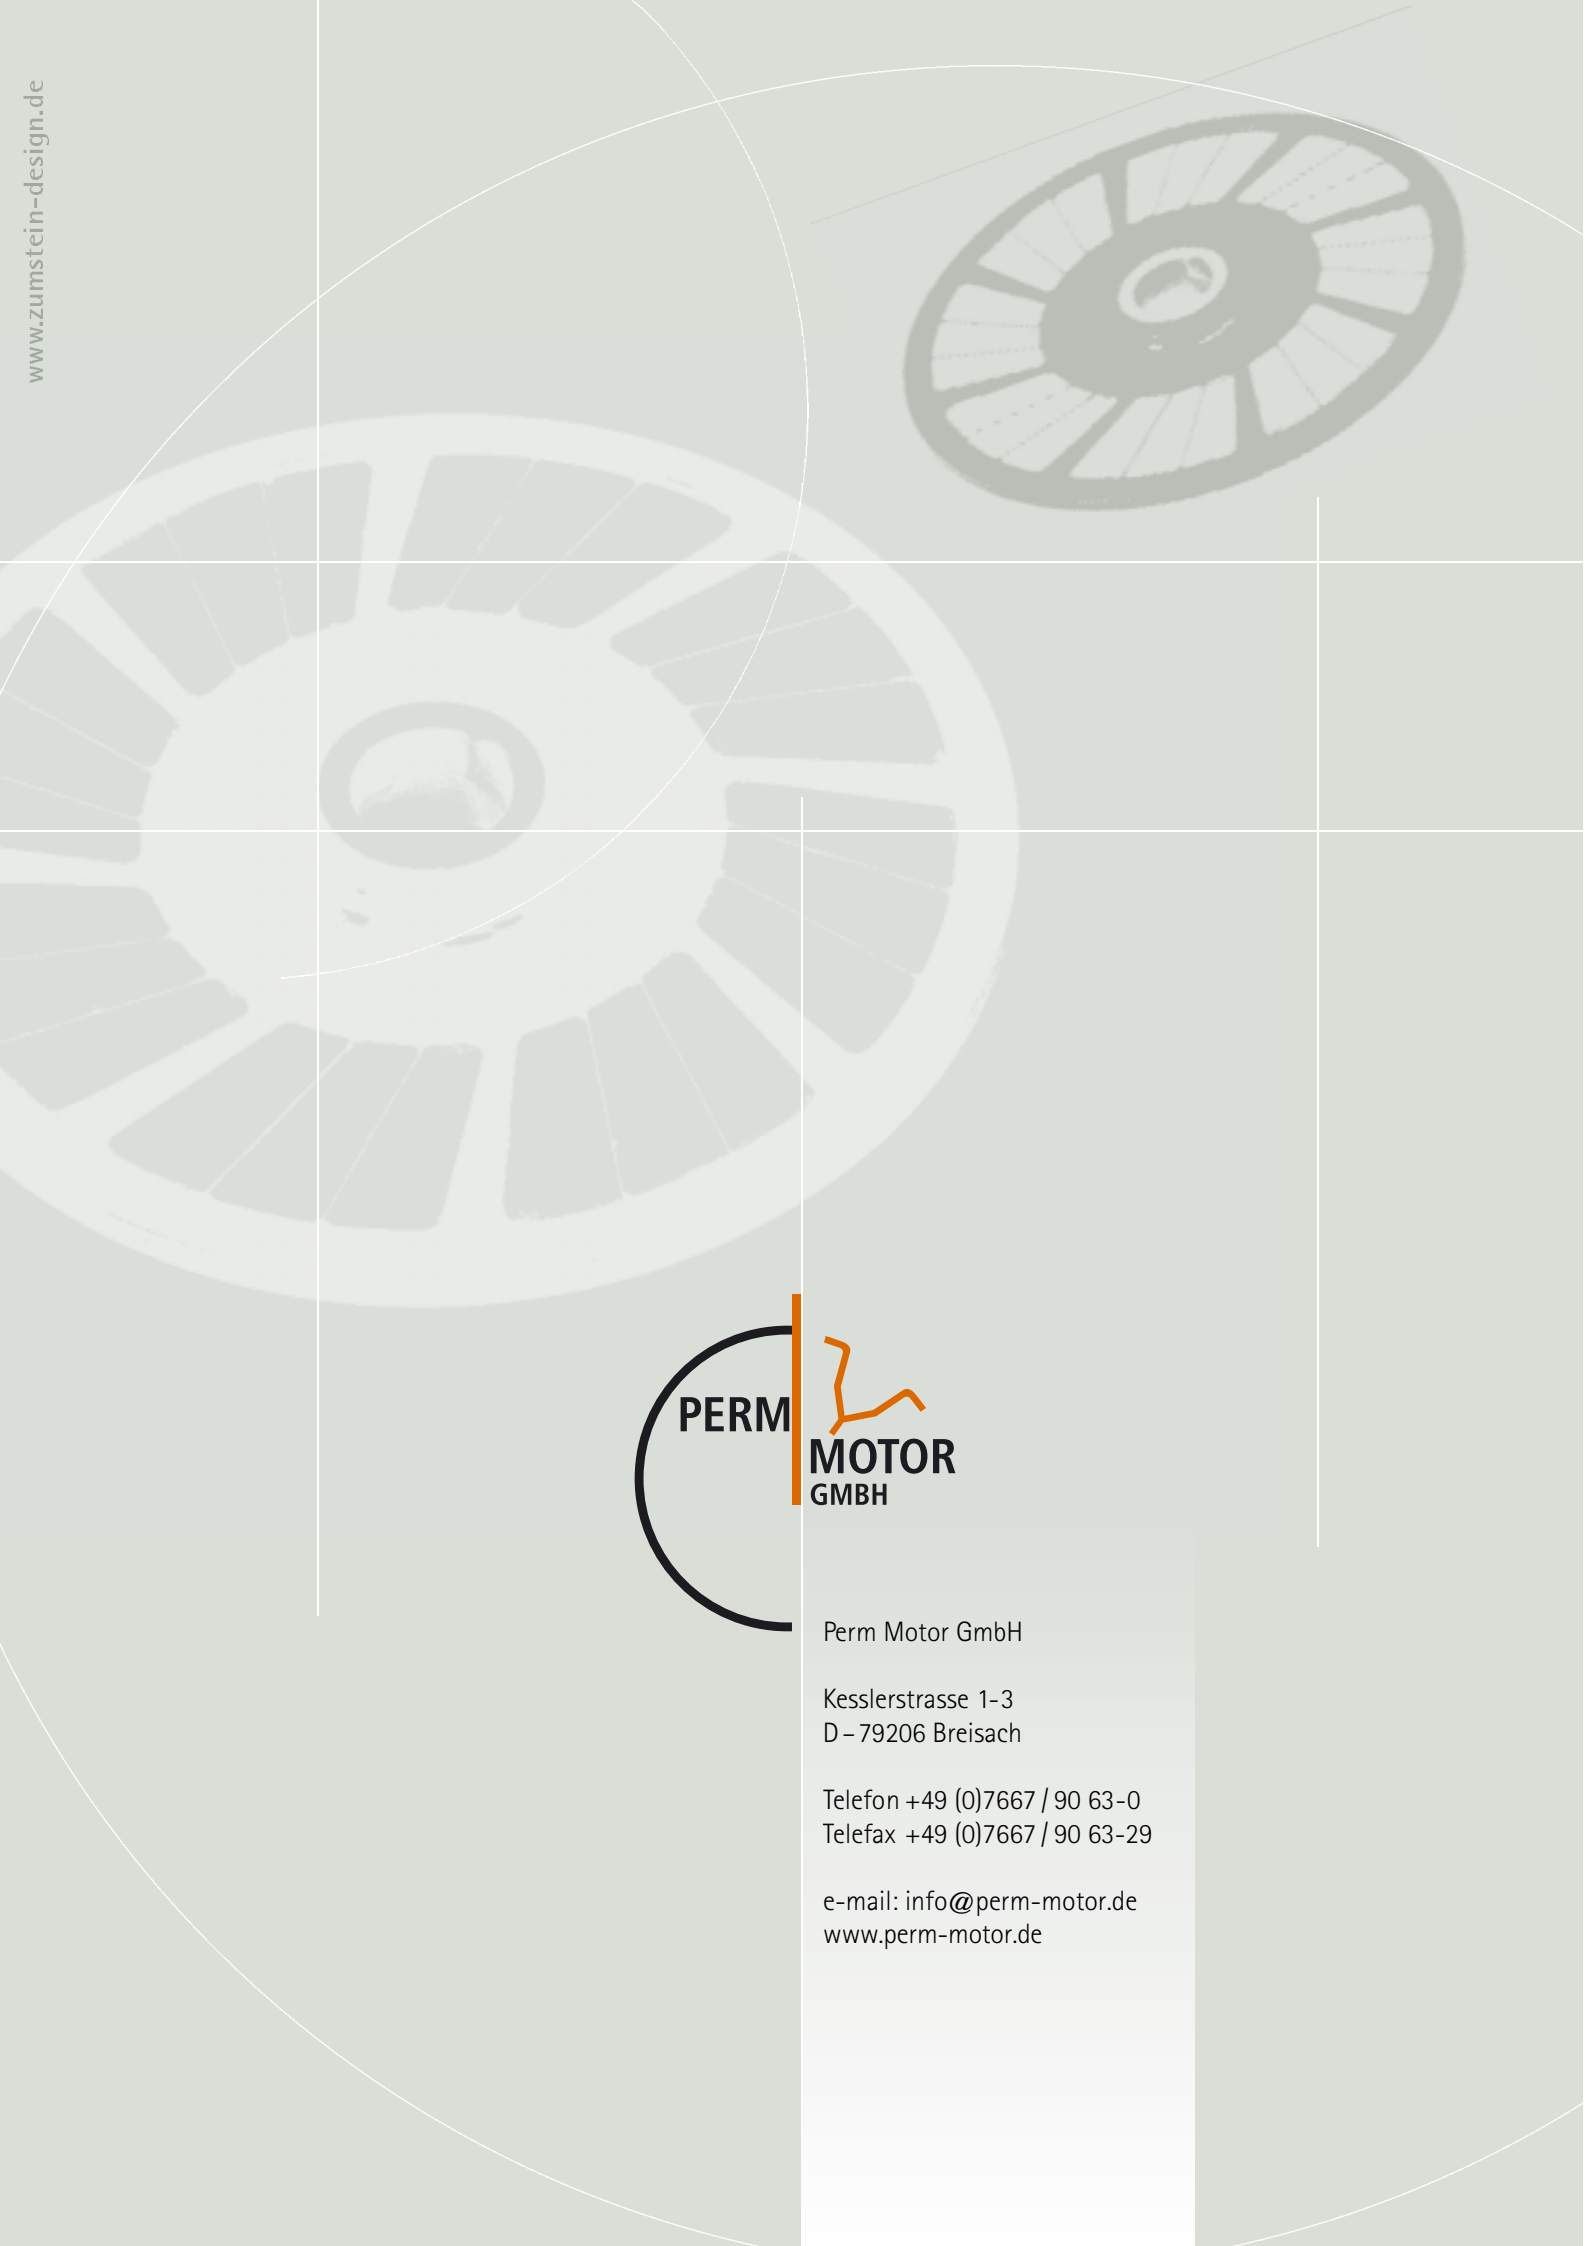 www.zumstein-design.de
PERM
MOTOR
GMBH
Perm Motor GmbH
Kesslerstrasse 1-3
D – 79206 Breisach
Telefon +49 (0)7667 / 90 63-0
Telefax +49 (0)7667 / 90 63-29
e-mail: info@perm-motor.de
www.perm-motor.de